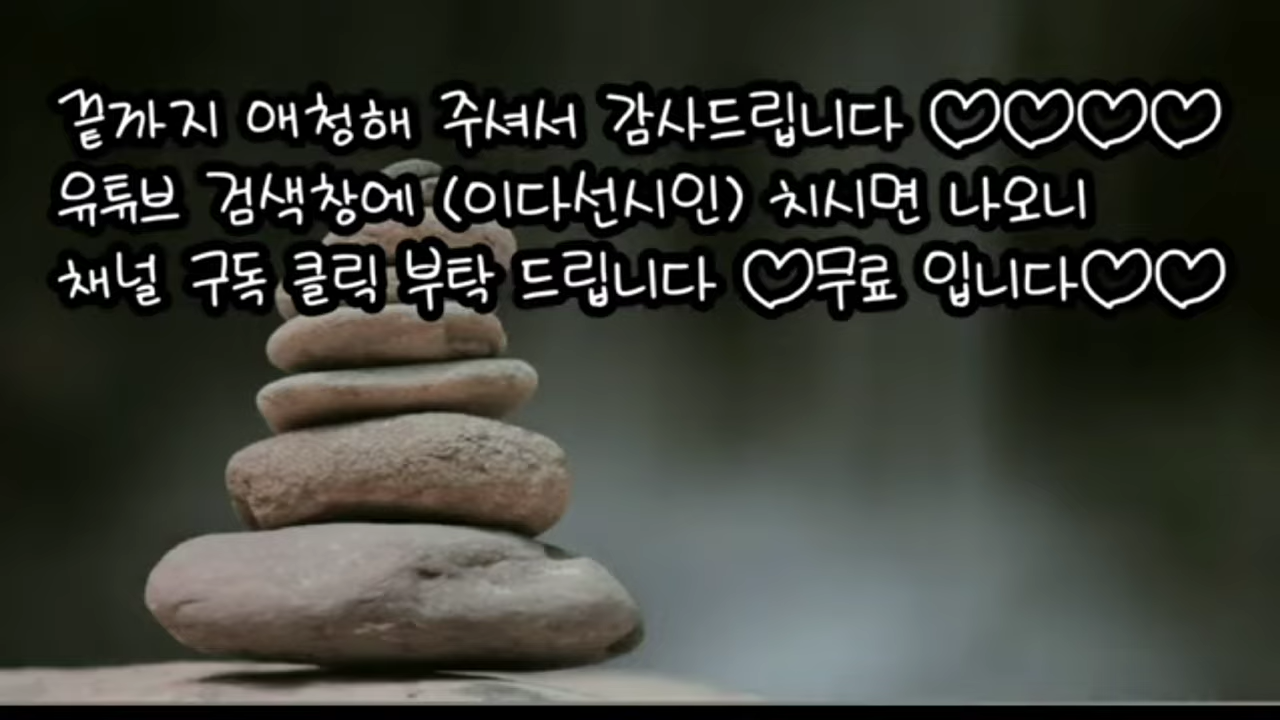 끝까지 애청해 주셔서 감사드립니다 ♡♡♡♡
유튜브 검색창에 (이다선시인) 치시면 나오니
채널 구독 클릭 부탁 드립니다 ♡무료 입니다♡♡